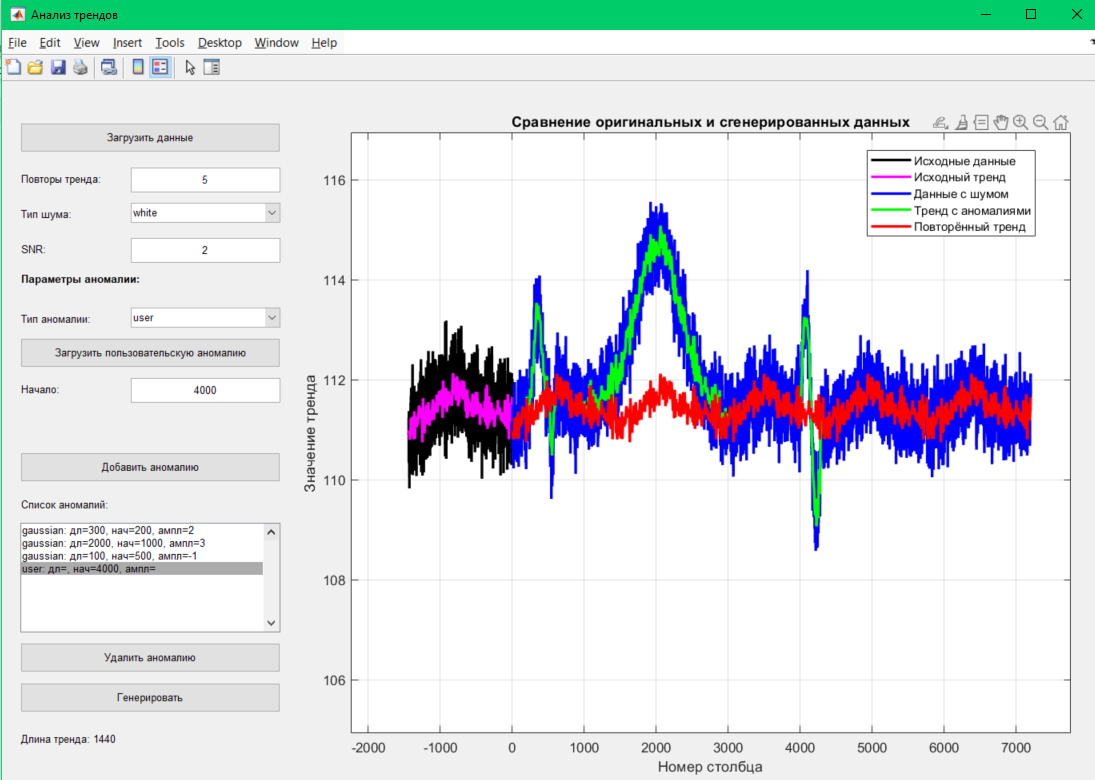 Анализ трендов
File Edit View Insert Tools Desktop Window Help
Загрузить данные
Повторы тренда: 5
Тип шума: white
SNR: 2
Параметры аномалии:
Тип аномалии: user
Загрузить пользовательскую аномалию
Начало: 4000
Добавить аномалию
Список аномалий:
gaussian: дл=300, нач=200, ампл=2
gaussian: дл=2000, нач=1000, ампл=3
gaussian: дл=100, нач=500, ампл=-1
user: дл=, нач=4000, ампл=
Удалить аномалию
Генерировать
Длина тренда: 1440
Сравнение оригинальных и сгенерированных данных
Исходные данные
Исходный тренд
Данные с шумом
Тренд с аномалиями
Повторённый тренд
Значение тренда
116
114
112
110
108
106
-2000 -1000 0 1000 2000 3000 4000 5000 6000 7000
Номер столбца